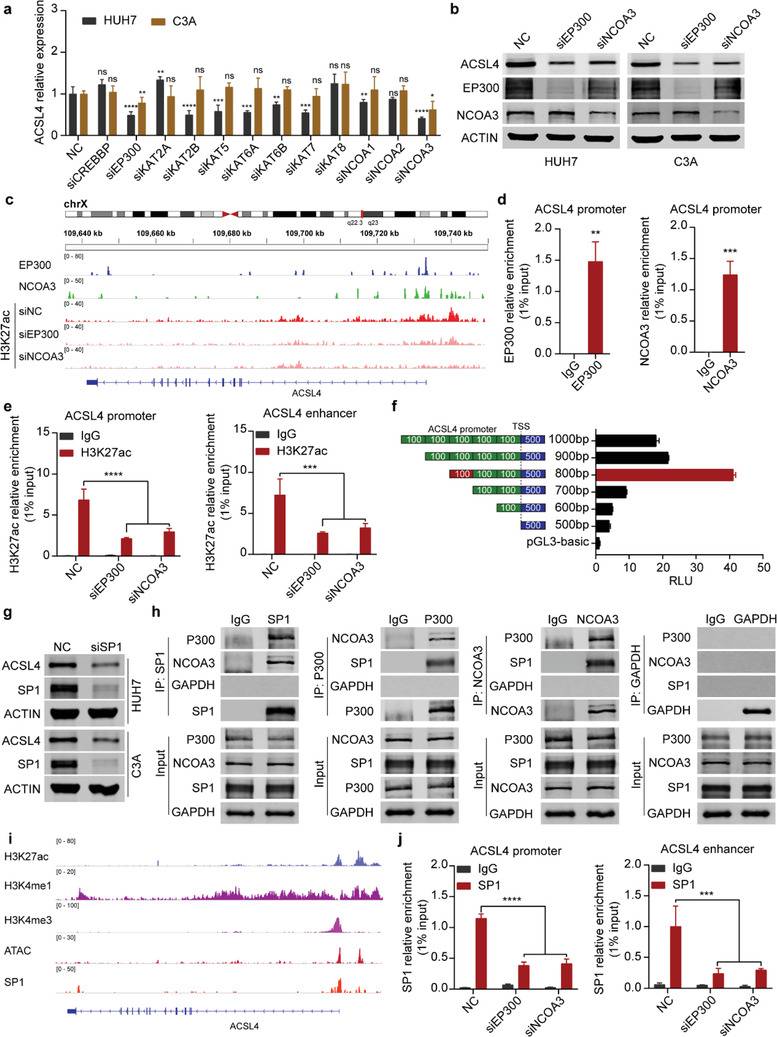 a
HUH7 C3A
ACSL4 relative expression
2.0
1.5
1.0
0.5
0
ns ns ns ns ns ns ns ns ns ns ns ns
**** ** ** **** *** *** ** *** ** **** *
NC siCREBBP siEP300 siKAT2A siKAT2B siKAT5 siKAT6A siKAT6B siKAT7 siKAT8 siNCOA1 siNCOA2 siNCOA3
b
NC siEP300 siNCOA3 NC siEP300 siNCOA3
ACSL4
EP300
NCOA3
ACTIN
HUH7 C3A
c
chrX
q22.3 q23
109,640 kb 109,660 kb 109,680 kb 109,700 kb 109,720 kb 109,740 kb
EP300 [0 - 80]
NCOA3
H3K27ac
siNC [0 - 40]
siEP300 [0 - 40]
siNCOA3 [0 - 40]
ACSL4
d
ACSL4 promoter
EP300 relative enrichment
(1% input)
2.0
1.5
1.0
0.5
0.0
**
IgG EP300
ACSL4 promoter
NCOA3 relative enrichment
(1% input)
2.0
1.5
1.0
0.5
0.0
***
IgG NCOA3
e
ACSL4 promoter
IgG
H3K27ac
H3K27ac relative enrichment
(1% input)
15
10
5
0
****
NC siEP300 siNCOA3
ACSL4 enhancer
IgG
H3K27ac
H3K27ac relative enrichment
(1% input)
15
10
5
0
***
NC siEP300 siNCOA3
f
ACSL4 promoter TSS
100 100 100 100 100 500 1000bp
100 100 100 100 500 900bp
100 100 100 500 800bp
100 100 500 700bp
100 500 600bp
500 500bp
pGL3-basic
0 10 20 30 40 50
RLU
g
NC siSP1
ACSL4
SP1
ACTIN
HUH7
ACSL4
SP1
ACTIN
C3A
h
IgG SP1
IP: SP1
P300
NCOA3
GAPDH
SP1
Input
P300
NCOA3
SP1
GAPDH
IgG P300
IP: P300
NCOA3
SP1
GAPDH
P300
Input
NCOA3
SP1
P300
GAPDH
IgG NCOA3
IP: NCOA3
P300
SP1
GAPDH
NCOA3
Input
P300
SP1
NCOA3
GAPDH
IgG GAPDH
IP: GAPDH
P300
NCOA3
SP1
GAPDH
Input
P300
NCOA3
SP1
GAPDH
i
[0 - 80]
H3K27ac
[0 - 20]
H3K4me1
[0 - 100]
H3K4me3
[0 - 30]
ATAC
[0 - 50]
SP1
ACSL4
j
ACSL4 promoter
IgG
SP1
SP1 relative enrichment
(1% input)
2.0
1.5
1.0
0.5
0.0
****
NC siEP300 siNCOA3
ACSL4 enhancer
IgG
SP1
SP1 relative enrichment
(1% input)
2.0
1.5
1.0
0.5
0.0
***
NC siEP300 siNCOA3